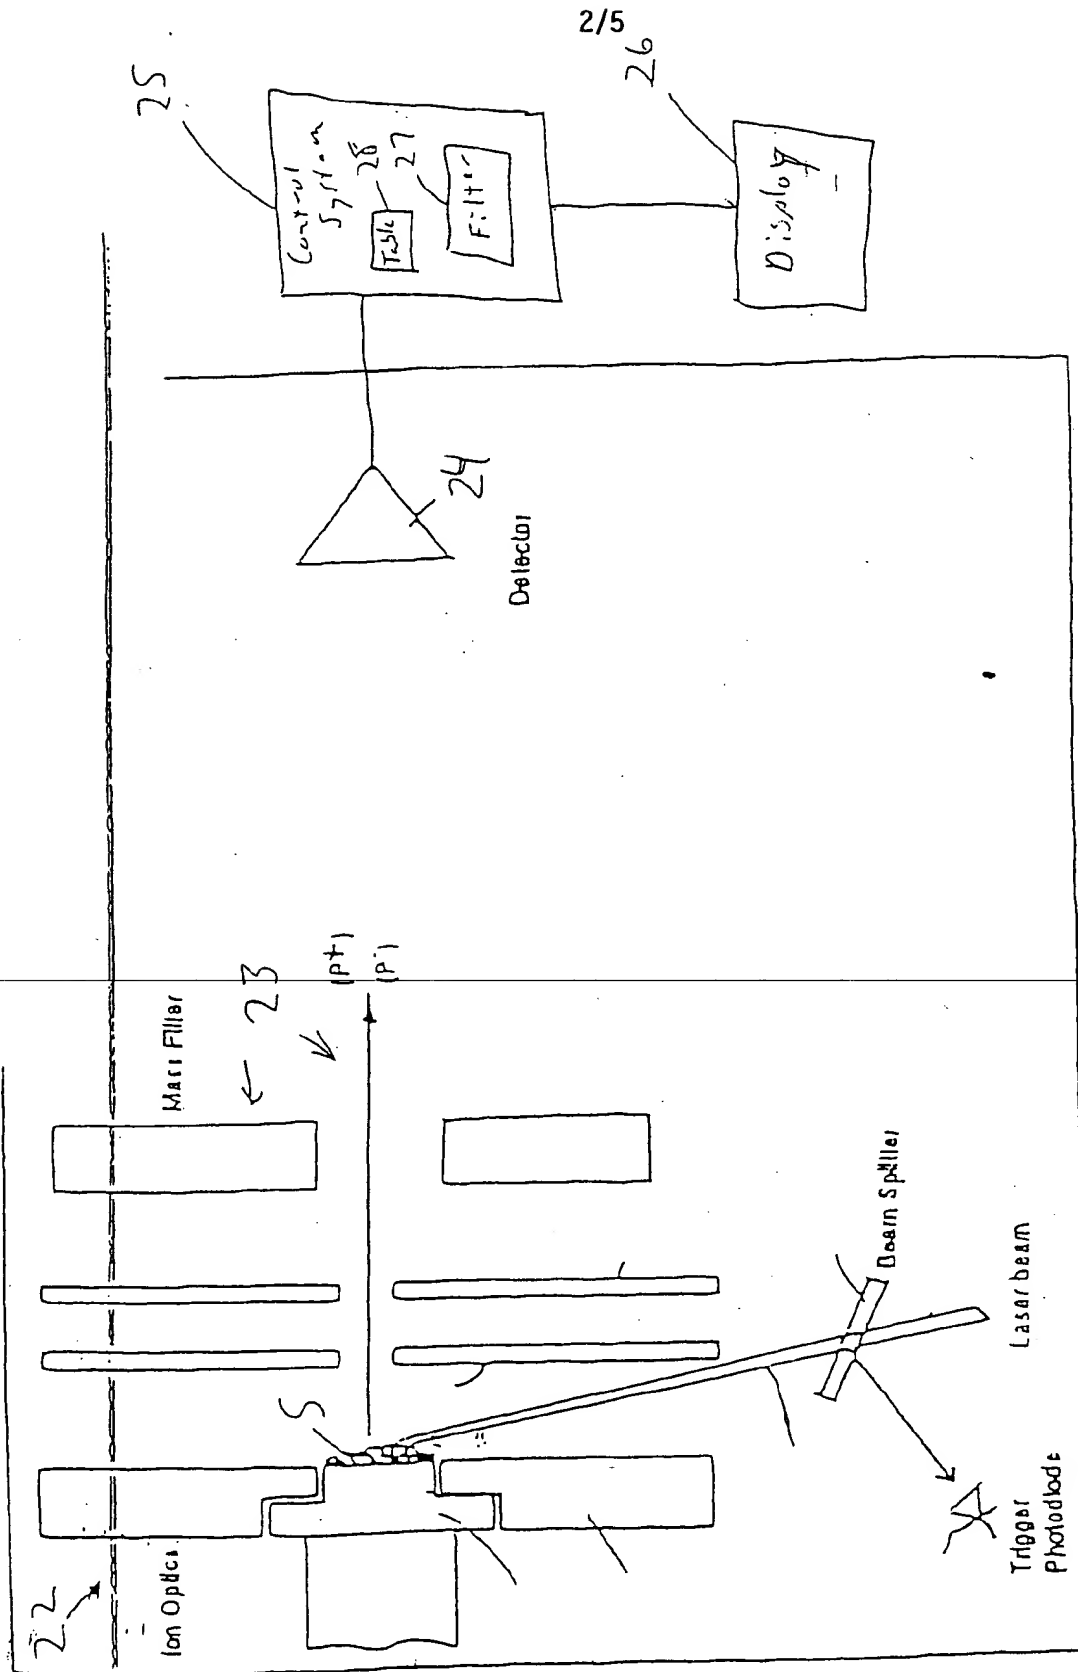 2/5
25
26
Control
System
28
Table
27
Filter
Display
24
Detector
23
Mass Filter
(P+)
(P-)
22
Ion Optics
S
Beam Splitter
Laser beam
Trigger
Photodiode